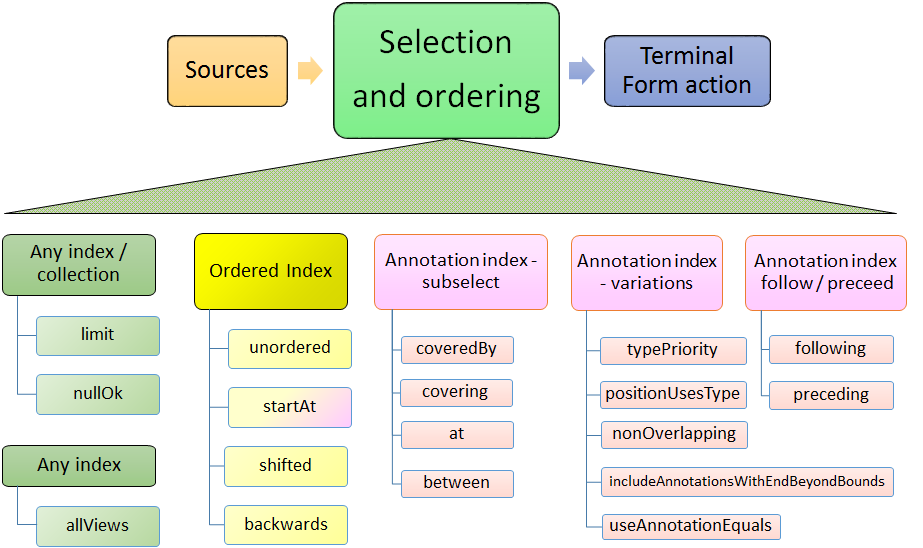 Sources
Selection
and ordering
Terminal
Form action
Any index /
collection
limit
nullOk
Any index
allViews
Ordered Index
unordered
startAt
shifted
backwards
Annotation index -
subselect
coveredBy
covering
at
between
Annotation index
- variations
typePriority
positionUsesType
nonOverlapping
includeAnnotationsWithEndBeyondBounds
useAnnotationEquals
Annotation index
follow / preceed
following
preceding